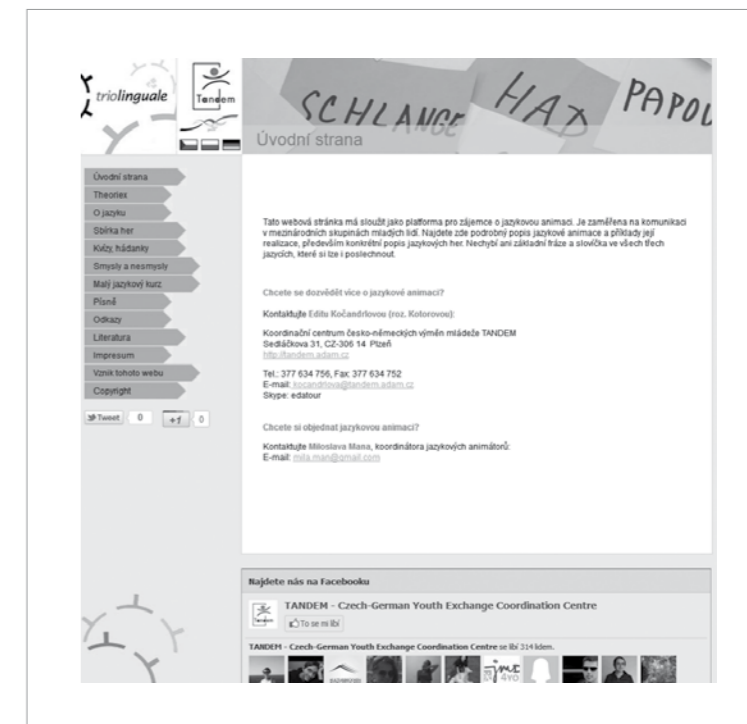 triolinguale
Tandem
SCHLANGE
HAD
PAPOU
Úvodní strana
Úvodní strana
Theoriex
O jazyku
Sbírka her
Kvízy, hádanky
Smysly a nesmysly
Malý jazykový kurz
Písně
Odkazy
Literatura
Impresum
Vznik tohoto webu
Copyright
Tweet 0 +1 0
Tato webová stránka má sloužit jako platforma pro zájemce o jazykovou animaci. Je zaměřena na komunikaci
v mezinárodních skupinách mladých lidí. Najdete zde podrobný popis jazykové animace a příklady její
realizace, především konkrétní popis jazykových her. Nechybí ani základní fráze a slovíčka ve všech třech
jazycích, které si lze i poslechnout.
Chcete se dozvědět více o jazykové animaci?
Kontaktujte Editu Kočandrlovou (roz. Kotorovou):
Koordinační centrum česko-německých výměn mládeže TANDEM
Sedláčkova 31, CZ-306 14 Plzeň
http://tandem.adam.cz
Tel.: 377 634 756, Fax: 377 634 752
E-mail: kocandrlova@tandem.adam.cz
Skype: edatour
Chcete si objednat jazykovou animaci?
Kontaktujte Miloslava Mana, koordinátora jazykových animátorů:
E-mail: mila.man@gmail.com
Najdete nás na Facebooku
TANDEM - Czech-German Youth Exchange Coordination Centre
To se mi líbí
TANDEM - Czech-German Youth Exchange Coordination Centre se líbí 314 lidem.
4YO